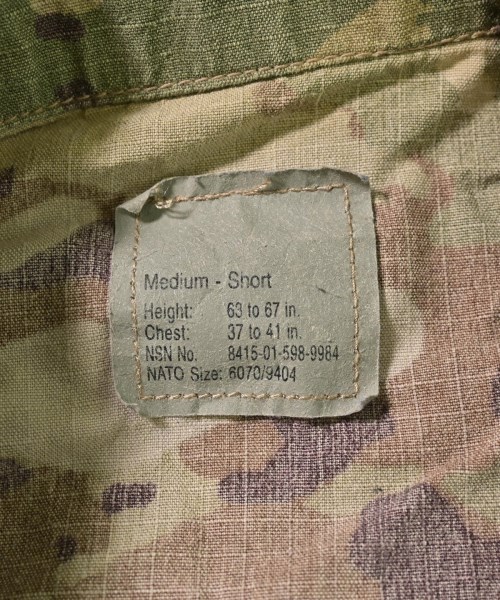 Medium - Short
Height: 63 to 67 in.
Chest: 37 to 41 in.
NSN No. 8415-01-598-9984
NATO Size: 6070/9404